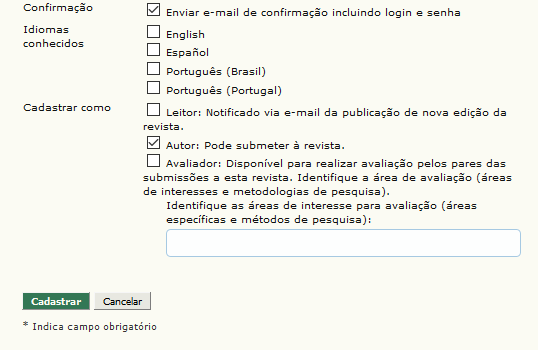 Confirmação
Enviar e-mail de confirmação incluindo login e senha
Idiomas
conhecidos
English
Español
Português (Brasil)
Português (Portugal)
Cadastrar como
Leitor: Notificado via e-mail da publicação de nova edição da
revista.
Autor: Pode submeter à revista.
Avaliador: Disponível para realizar avaliação pelos pares das
submissões a esta revista. Identifique a área de avaliação (áreas
de interesses e metodologias de pesquisa).
Identifique as áreas de interesse para avaliação (áreas
específicas e métodos de pesquisa):
Cadastrar
Cancelar
* Indica campo obrigatório